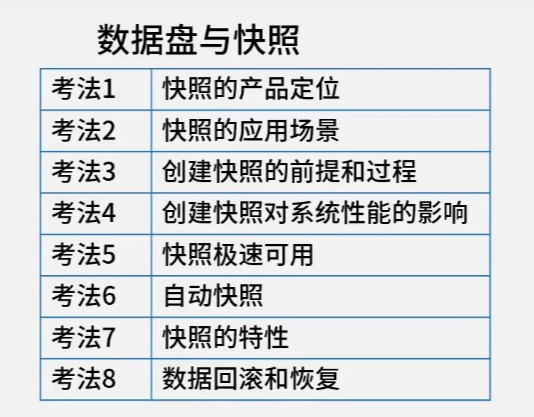 数据盘与快照
考法1 快照的产品定位
考法2 快照的应用场景
考法3 创建快照的前提和过程
考法4 创建快照对系统性能的影响
考法5 快照极速可用
考法6 自动快照
考法7 快照的特性
考法8 数据回滚和恢复